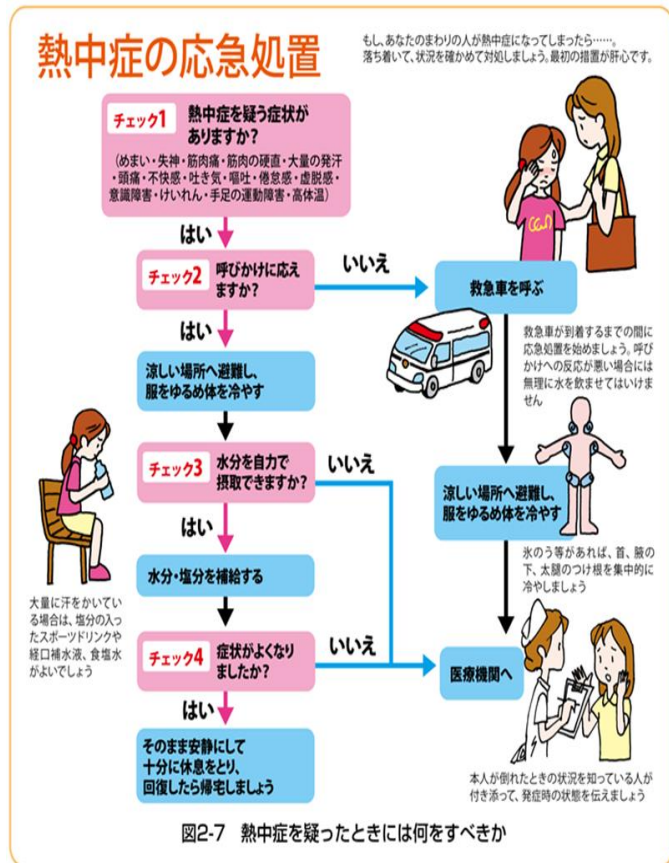 熱中症の応急処置
もし、あなたのまわりの人が熱中症になってしまったら……。
落ち着いて、状況を確かめて対処しましょう。最初の措置が肝心です。
チェック1
熱中症を疑う症状が
ありますか？
（めまい・失神・筋肉痛・筋肉の硬直・大量の発汗
・頭痛・不快感・吐き気・嘔吐・倦怠感・虚脱感・
意識障害・けいれん・手足の運動障害・高体温）
はい
チェック2
呼びかけに応え
ますか？
いいえ
救急車を呼ぶ
はい
救急車が到着するまでの間に
応急処置を始めましょう。呼び
かけへの反応が悪い場合には
無理に水を飲ませてはいけま
せん
涼しい場所へ避難し、
服をゆるめ体を冷やす
チェック3
水分を自力で
摂取できますか？
いいえ
涼しい場所へ避難し、
服をゆるめ体を冷やす
はい
氷のう等があれば、首、腋の
下、太腿のつけ根を集中的に
冷やしましょう
水分・塩分を補給する
大量に汗をかいてい
る場合は、塩分の入っ
たスポーツドリンクや
経口補水液、食塩水
がよいでしょう
チェック4
症状がよくなり
ましたか？
いいえ
医療機関へ
はい
そのまま安静にして
十分に休息をとり、
回復したら帰宅しましょう
本人が倒れたときの状況を知っている人が
付き添って、発症時の状態を伝えましょう
図2-7 熱中症を疑ったときには何をすべきか